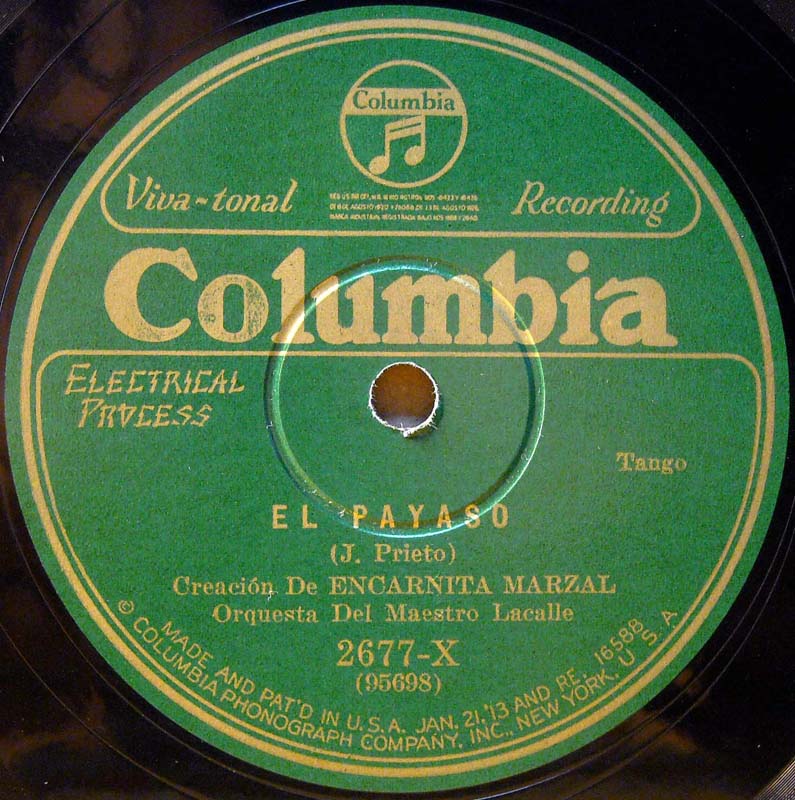 Columbia
Viva-tonal Recording
Columbia
ELECTRICAL
PROCESS
Tango
EL PAYASO
(J. Prieto)
Creación De ENCARNITA MARZAL
Orquesta Del Maestro Lacalle
2677-X
(95698)
MADE AND PAT'D IN U.S.A. JAN. 21, '13 AND RE. 16588
© COLUMBIA PHONOGRAPH COMPANY, INC., NEW YORK, U S A